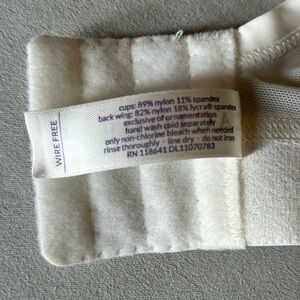 WIRE FREE
cups: 89% nylon 11% spandex
back wing: 82% nylon 18% lycra® spandex
exclusive of ornamentation
hand wash cold separately
only non-chlorine bleach when needed
rinse thoroughly · line dry · do not iron
RN 118641 DL11070783